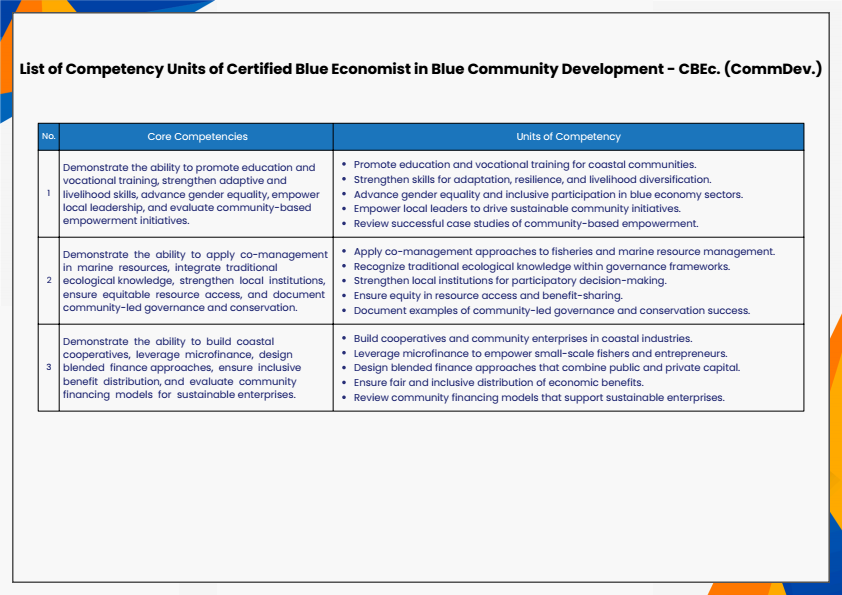 List of Competency Units of Certified Blue Economist in Blue Community Development - CBEc. (CommDev.)
No.
Core Competencies
Units of Competency
1
Demonstrate the ability to promote education and
vocational training, strengthen adaptive and
livelihood skills, advance gender equality, empower
local leadership, and evaluate community-based
empowerment initiatives.
• Promote education and vocational training for coastal communities.
• Strengthen skills for adaptation, resilience, and livelihood diversification.
• Advance gender equality and inclusive participation in blue economy sectors.
• Empower local leaders to drive sustainable community initiatives.
• Review successful case studies of community-based empowerment.
2
Demonstrate the ability to apply co-management
in marine resources, integrate traditional
ecological knowledge, strengthen local institutions,
ensure equitable resource access, and document
community-led governance and conservation.
• Apply co-management approaches to fisheries and marine resource management.
• Recognize traditional ecological knowledge within governance frameworks.
• Strengthen local institutions for participatory decision-making.
• Ensure equity in resource access and benefit-sharing.
• Document examples of community-led governance and conservation success.
3
Demonstrate the ability to build coastal
cooperatives, leverage microfinance, design
blended finance approaches, ensure inclusive
benefit distribution, and evaluate community
financing models for sustainable enterprises.
• Build cooperatives and community enterprises in coastal industries.
• Leverage microfinance to empower small-scale fishers and entrepreneurs.
• Design blended finance approaches that combine public and private capital.
• Ensure fair and inclusive distribution of economic benefits.
• Review community financing models that support sustainable enterprises.